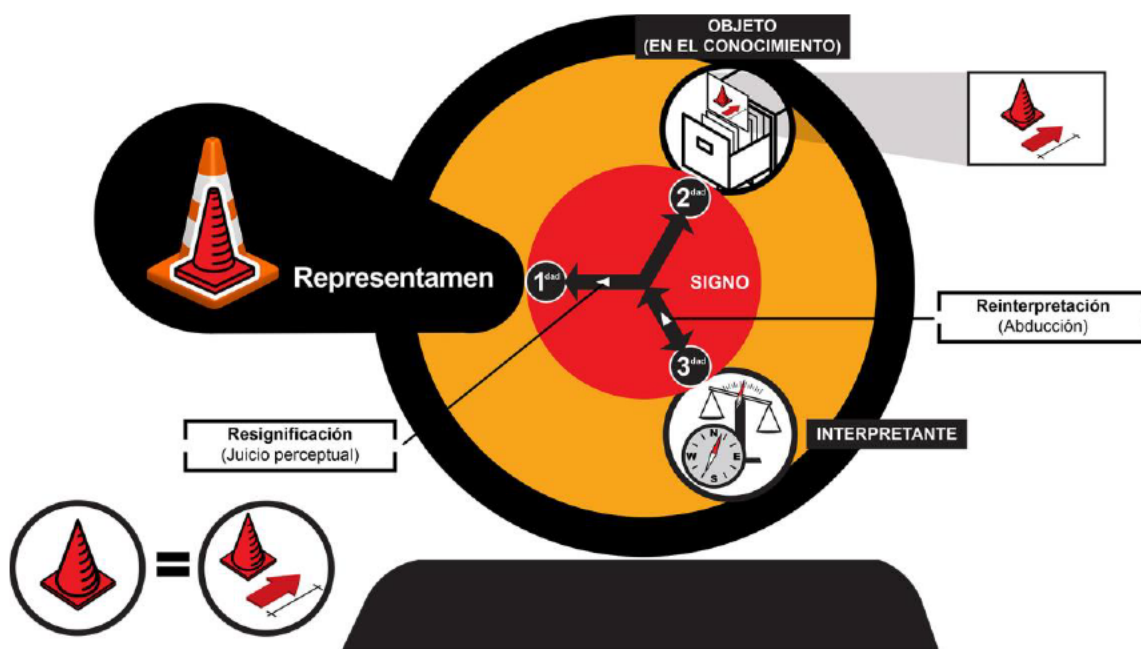 OBJETO
(EN EL CONOCIMIENTO)
2dad
Representamen
1dad
SIGNO
Reinterpretación
(Abducción)
3dad
Resignificación
(Juicio perceptual)
INTERPRETANTE
N
W E
S